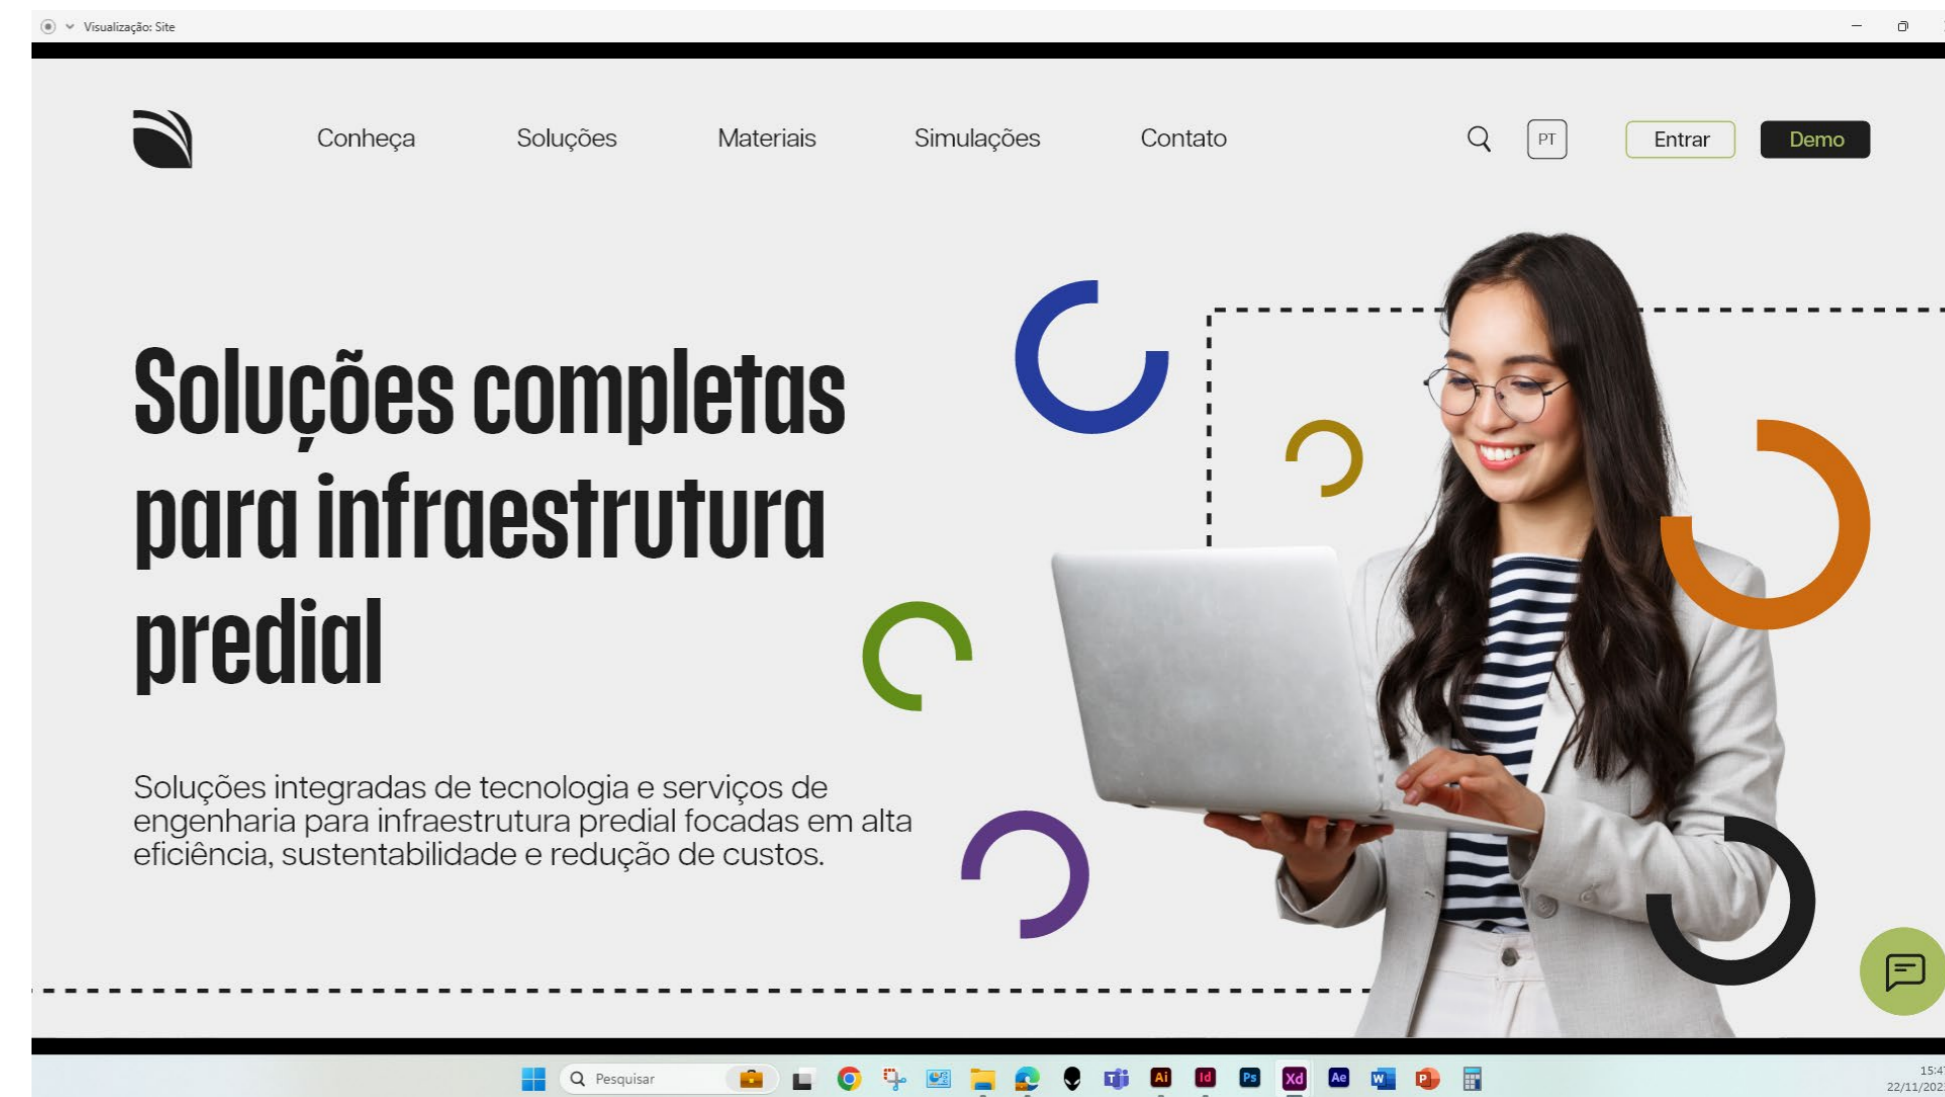 Visualização: Site
Conheça Soluções Materiais Simulações Contato PT Entrar Demo
Soluções completas
para infraestrutura
predial
Soluções integradas de tecnologia e serviços de
engenharia para infraestrutura predial focadas em alta
eficiência, sustentabilidade e redução de custos.
Pesquisar
Ai Id Ps Xd Ae W P
15:4
22/11/202